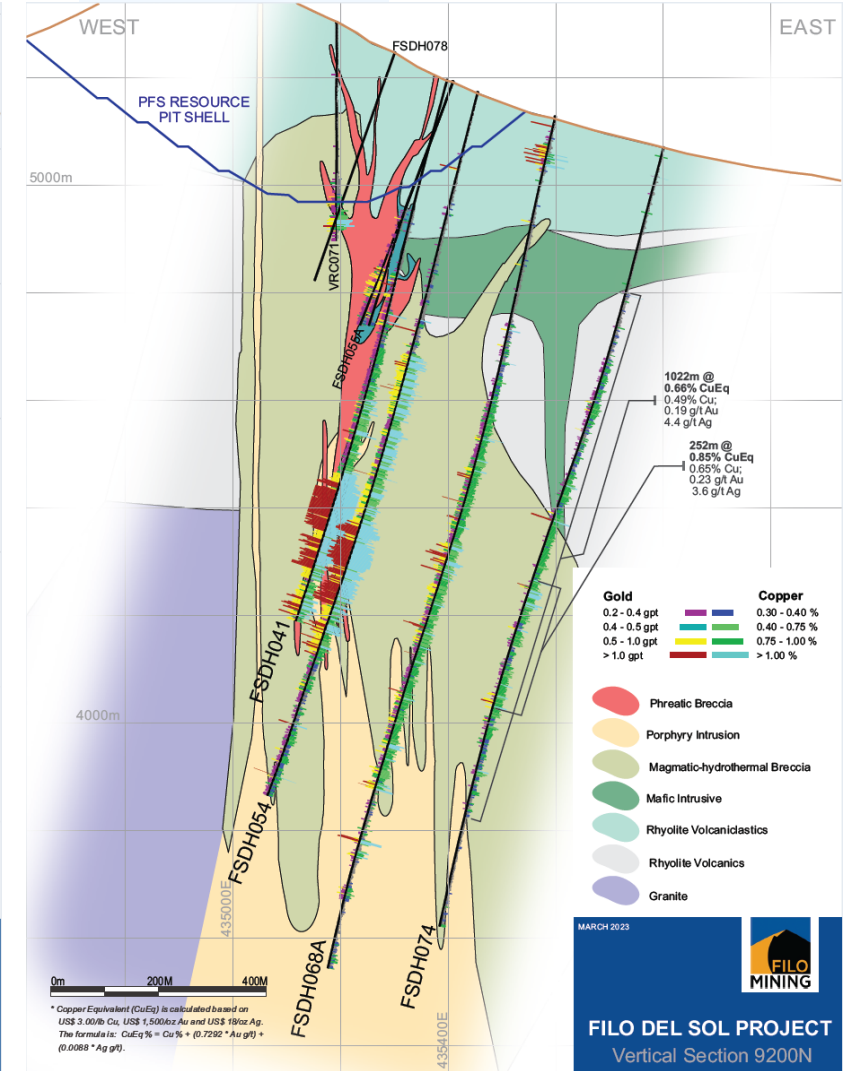 WEST
EAST
FSDH078
PFS RESOURCE
PIT SHELL
5000m
VRC071
FSDH055A
1022m @
0.66% CuEq
0.49% Cu;
0.19 g/t Au
4.4 g/t Ag
252m @
0.85% CuEq
0.65% Cu;
0.23 g/t Au
3.6 g/t Ag
Gold Copper
0.2 - 0.4 gpt 0.30 - 0.40 %
0.4 - 0.5 gpt 0.40 - 0.75 %
0.5 - 1.0 gpt 0.75 - 1.00 %
> 1.0 gpt > 1.00 %
FSDH041
4000m
Phreatic Breccia
Porphyry Intrusion
Magmatic-hydrothermal Breccia
Mafic Intrusive
Rhyolite Volcaniclastics
Rhyolite Volcanics
Granite
FSDH054
435000E
FSDH068A
FSDH074
435400E
0m 200M 400M
* Copper Equivalent (CuEq) is calculated based on
US$ 3.00/lb Cu, US$ 1,500/oz Au and US$ 18/oz Ag.
The formula is: CuEq % = Cu % + (0.7292 * Au g/t) +
(0.0088 * Ag g/t).
MARCH 2023
FILO
MINING
FILO DEL SOL PROJECT
Vertical Section 9200N